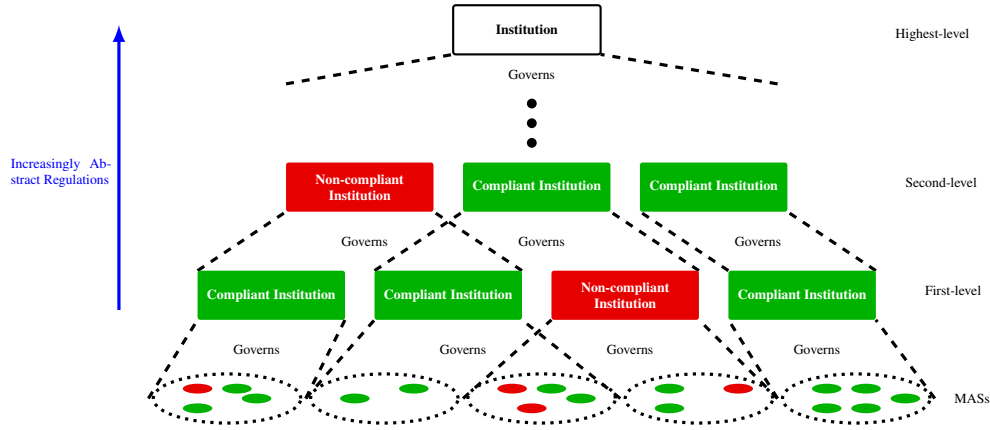 Institution
Highest-level
Governs
Increasingly Ab-
stract Regulations
Non-compliant
Institution
Compliant Institution
Compliant Institution
Second-level
Governs
Governs
Governs
Compliant Institution
Compliant Institution
Non-compliant
Institution
Compliant Institution
First-level
Governs
Governs
Governs
Governs
MASs